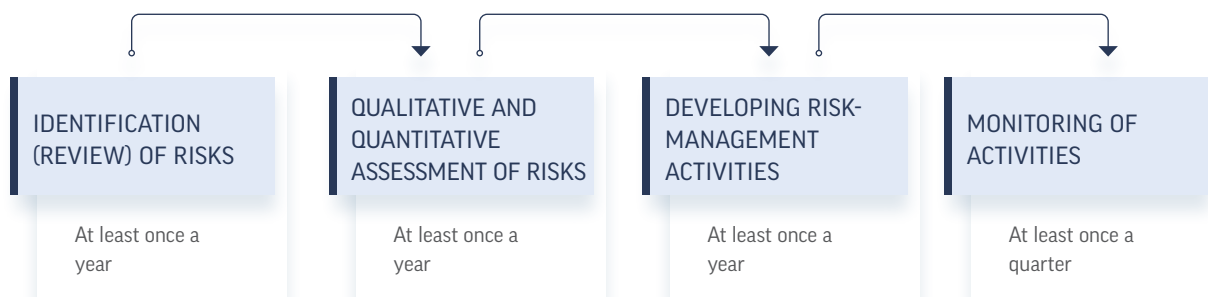 IDENTIFICATION
(REVIEW) OF RISKS
At least once a
year
QUALITATIVE AND
QUANTITATIVE
ASSESSMENT OF RISKS
At least once a
year
DEVELOPING RISK-
MANAGEMENT
ACTIVITIES
At least once a
year
MONITORING OF
ACTIVITIES
At least once a
quarter